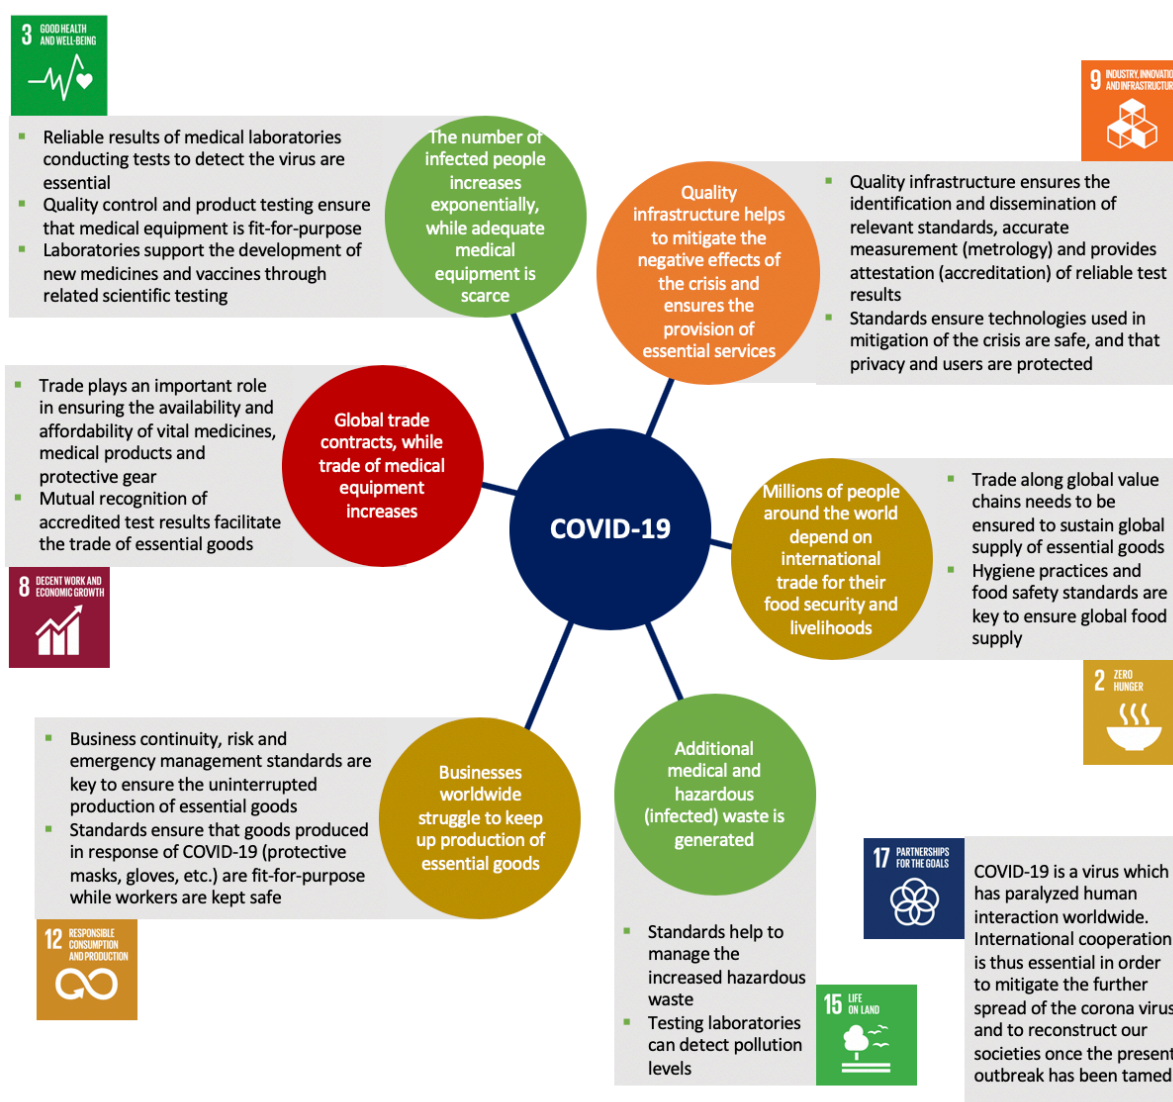 3 GOOD HEALTH
AND WELL-BEING
▪ Reliable results of medical laboratories
conducting tests to detect the virus are
essential
▪ Quality control and product testing ensure
that medical equipment is fit-for-purpose
▪ Laboratories support the development of
new medicines and vaccines through
related scientific testing
The number of
infected people
increases
exponentially,
while adequate
medical
equipment is
scarce
9 INDUSTRY, INNOVATION
AND INFRASTRUCTURE
Quality
infrastructure helps
to mitigate the
negative effects of
the crisis and
ensures the
provision of
essential services
▪ Quality infrastructure ensures the
identification and dissemination of
relevant standards, accurate
measurement (metrology) and provides
attestation (accreditation) of reliable test
results
▪ Standards ensure technologies used in
mitigation of the crisis are safe, and that
privacy and users are protected
▪ Trade plays an important role
in ensuring the availability and
affordability of vital medicines,
medical products and
protective gear
▪ Mutual recognition of
accredited test results facilitate
the trade of essential goods
Global trade
contracts, while
trade of medical
equipment
increases
8 DECENT WORK AND
ECONOMIC GROWTH
COVID-19
Millions of people
around the world
depend on
international
trade for their
food security and
livelihoods
▪ Trade along global value
chains needs to be
ensured to sustain global
supply of essential goods
▪ Hygiene practices and
food safety standards are
key to ensure global food
supply
2 ZERO
HUNGER
▪ Business continuity, risk and
emergency management standards are
key to ensure the uninterrupted
production of essential goods
▪ Standards ensure that goods produced
in response of COVID-19 (protective
masks, gloves, etc.) are fit-for-purpose
while workers are kept safe
Businesses
worldwide
struggle to keep
up production of
essential goods
12 RESPONSIBLE
CONSUMPTION
AND PRODUCTION
Additional
medical and
hazardous
(infected) waste is
generated
▪ Standards help to
manage the
increased hazardous
waste
▪ Testing laboratories
can detect pollution
levels
15 LIFE
ON LAND
17 PARTNERSHIPS
FOR THE GOALS
COVID-19 is a virus which
has paralyzed human
interaction worldwide.
International cooperation
is thus essential in order
to mitigate the further
spread of the corona virus
and to reconstruct our
societies once the present
outbreak has been tamed